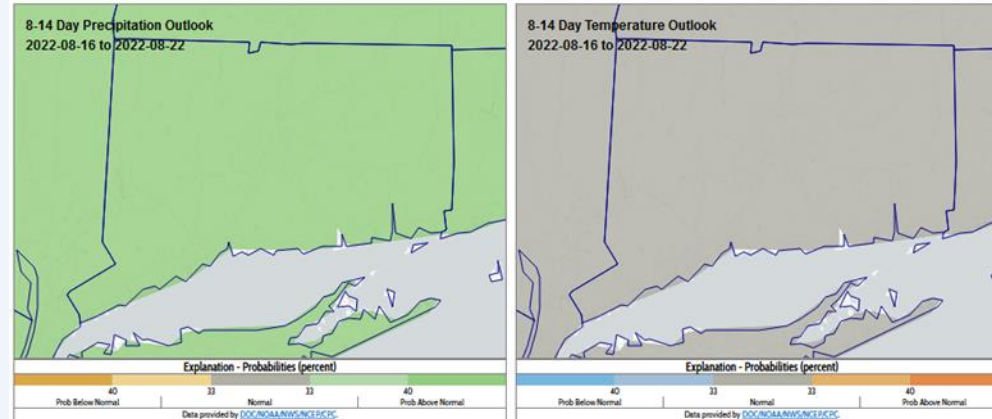 8-14 Day Precipitation Outlook
2022-08-16 to 2022-08-22
Explanation - Probabilities (percent)
40 33 33 40
Prob Below Normal Normal Prob Above Normal
Data provided by DOC/NOAA/NWS/NCEP/CPC.
8-14 Day Temperature Outlook
2022-08-16 to 2022-08-22
Explanation - Probabilities (percent)
40 33 33 40
Prob Below Normal Normal Prob Above Normal
Data provided by DOC/NOAA/NWS/NCEP/CPC.